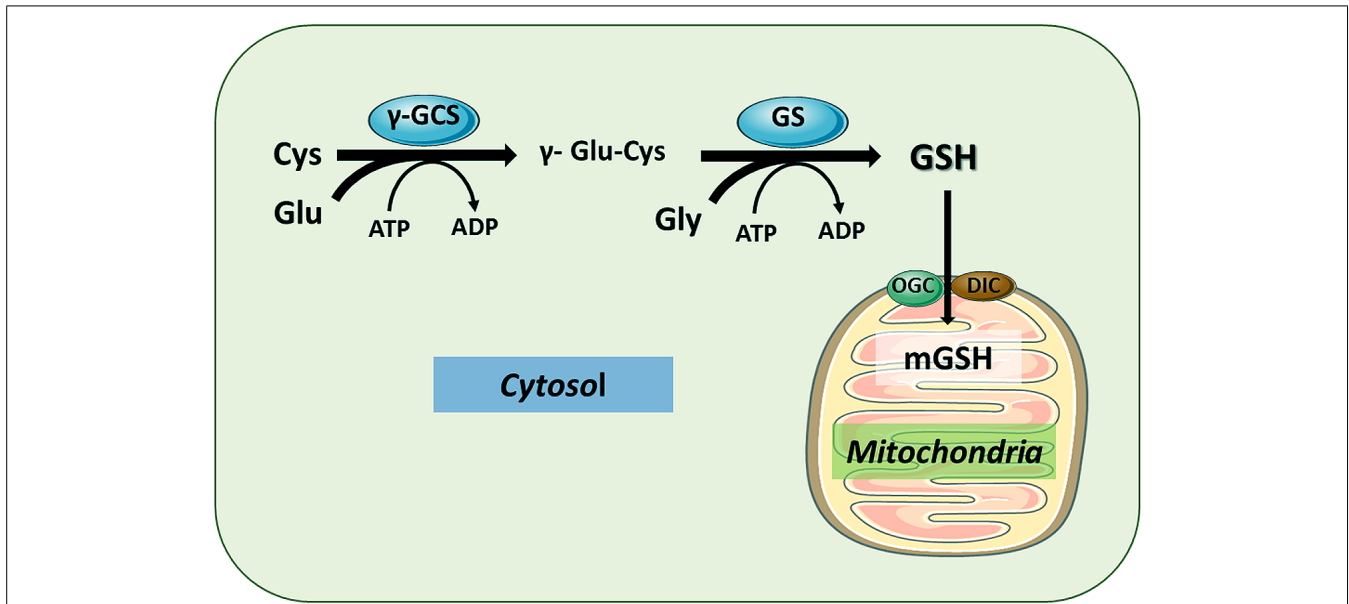 γ-GCS
GS
Cys
γ- Glu-Cys
GSH
Glu
ATP
ADP
Gly
ATP
ADP
OGC
DIC
mGSH
Cytosol
Mitochondria